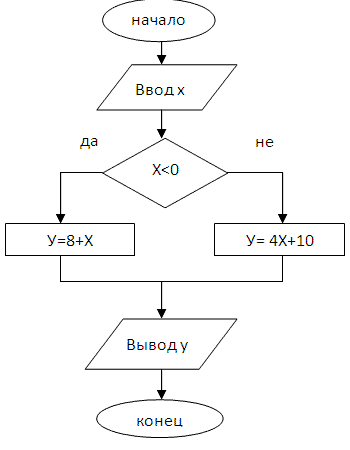 начало
Ввод х
да
не
X<0
У=8+X
У= 4X+10
Вывод у
конец